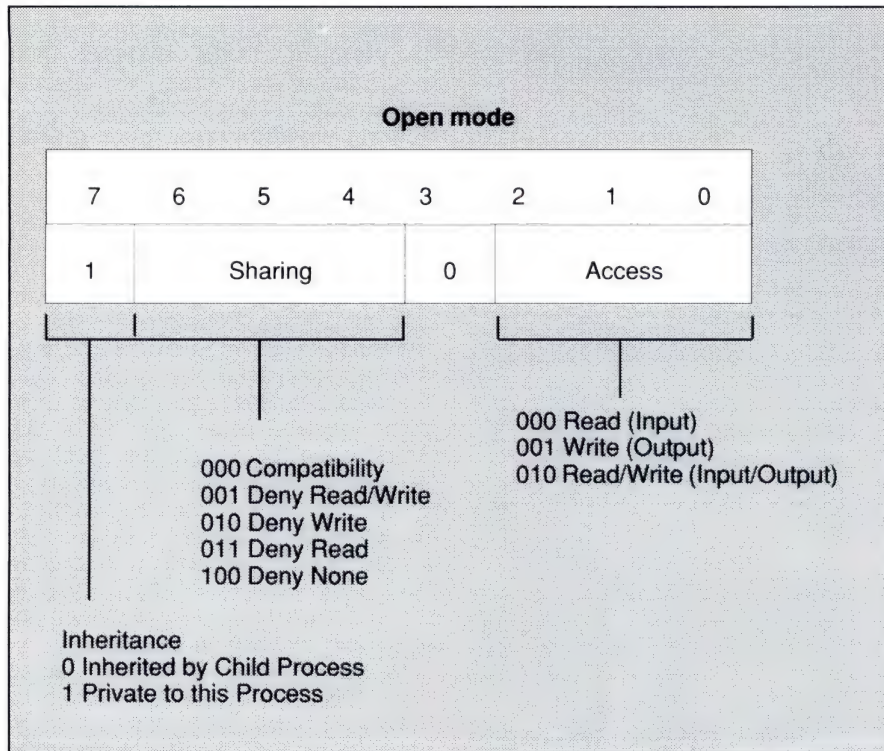 Open mode
7 6 5 4 3 2 1 0
1 Sharing 0 Access
000 Read (Input)
001 Write (Output)
010 Read/Write (Input/Output)
000 Compatibility
001 Deny Read/Write
010 Deny Write
011 Deny Read
100 Deny None
Inheritance
0 Inherited by Child Process
1 Private to this Process